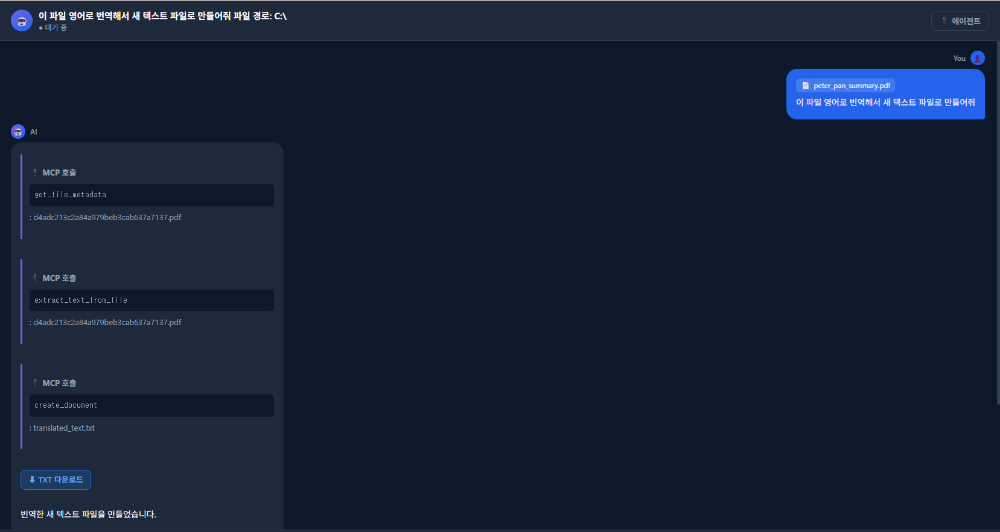 이 파일 영어로 번역해서 새 텍스트 파일로 만들어줘 파일 경로: C:\
● 대기 중
에이전트
You
peter_pan_summary.pdf
이 파일 영어로 번역해서 새 텍스트 파일로 만들어줘
AI
MCP 호출
get_file_metadata
: d4adc213c2a84a979beb3cab637a7137.pdf
MCP 호출
extract_text_from_file
: d4adc213c2a84a979beb3cab637a7137.pdf
MCP 호출
create_document
: translated_text.txt
⬇ TXT 다운로드
번역한 새 텍스트 파일을 만들었습니다.